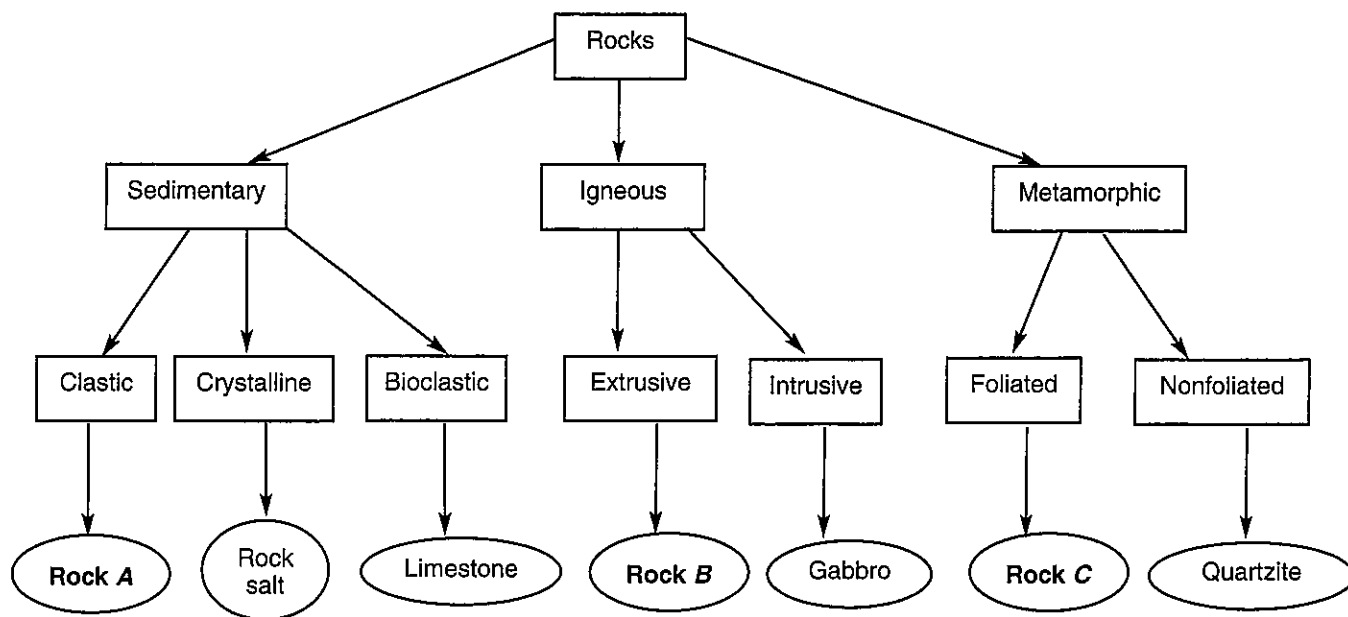 Rocks
Sedimentary
Igneous
Metamorphic
Clastic
Crystalline
Bioclastic
Extrusive
Intrusive
Foliated
Nonfoliated
Rock A
Rock
salt
Limestone
Rock B
Gabbro
Rock C
Quartzite